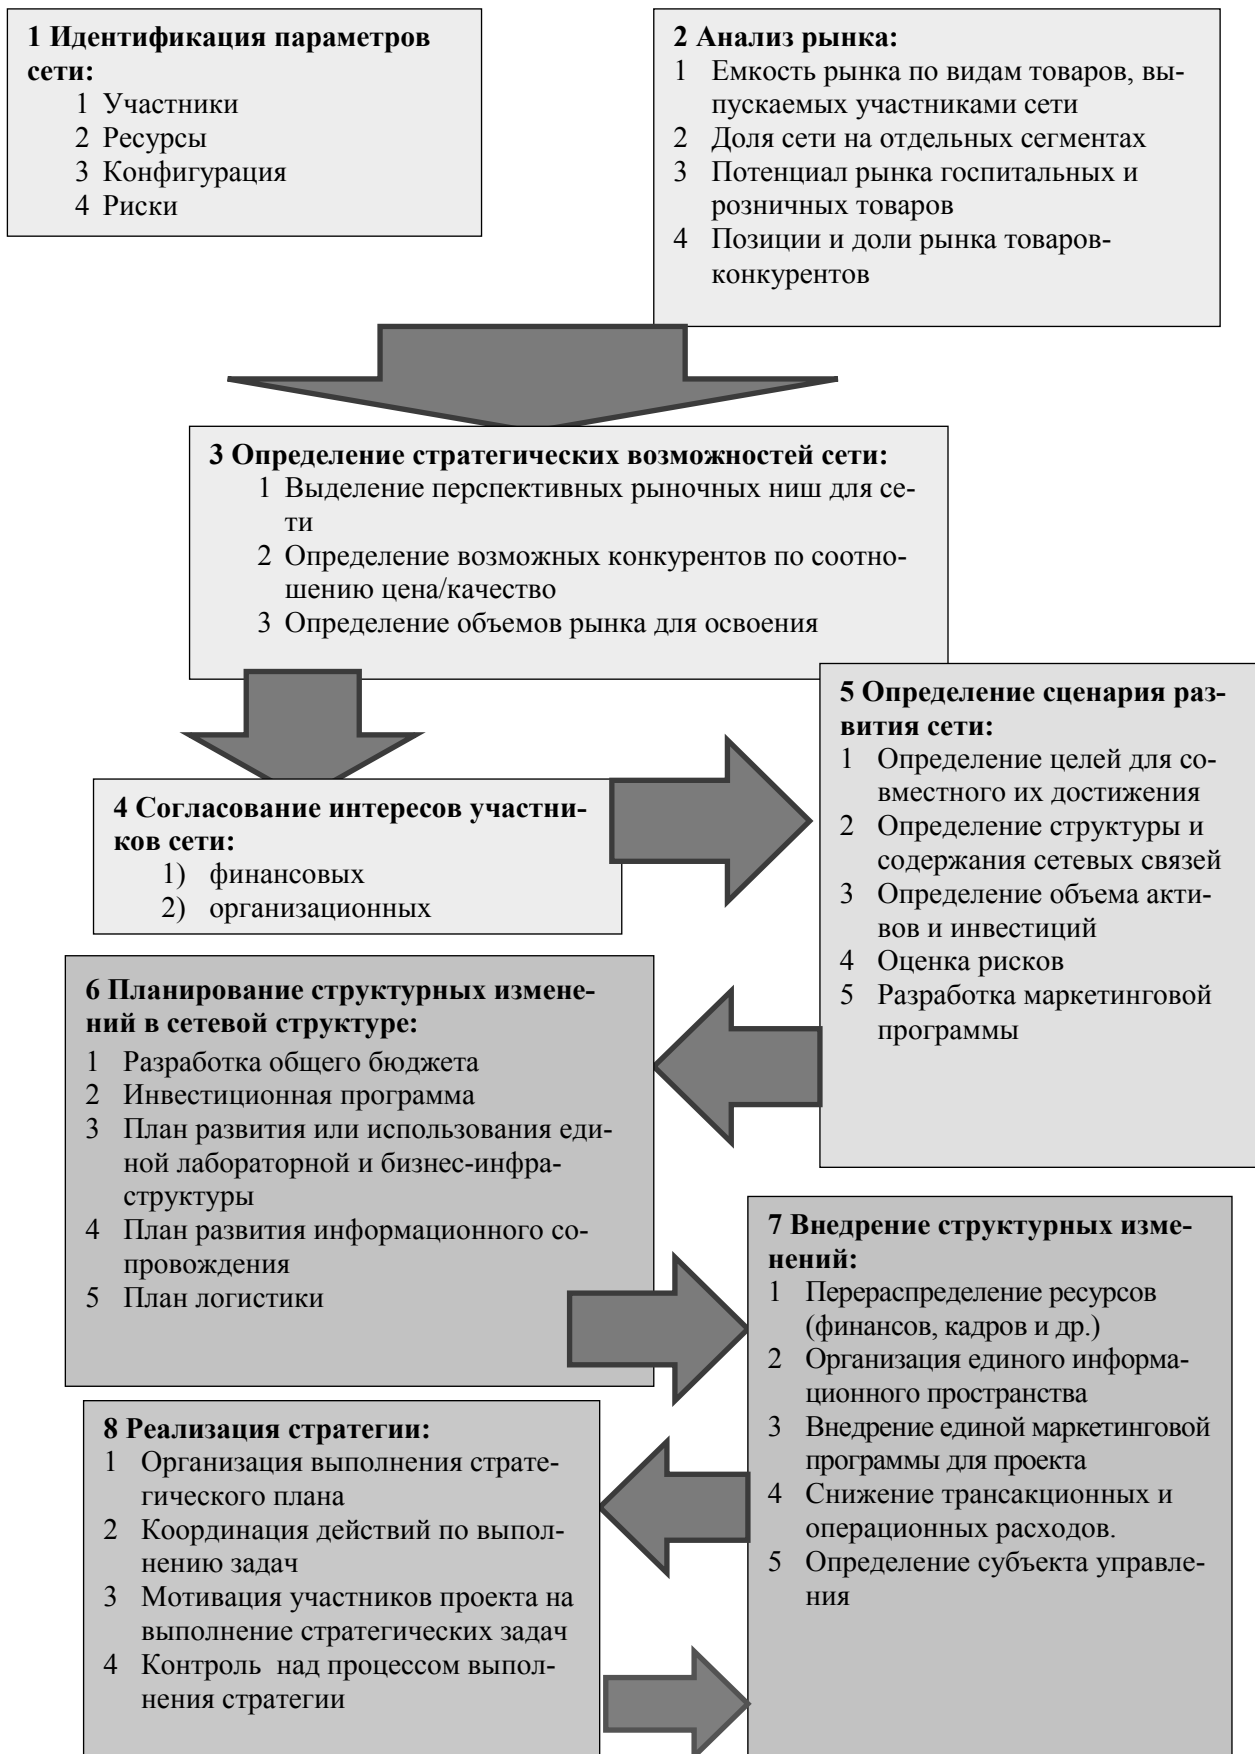 1 Идентификация параметров
сети:
1 Участники
2 Ресурсы
3 Конфигурация
4 Риски
2 Анализ рынка:
1 Емкость рынка по видам товаров, вы-
пускаемых участниками сети
2 Доля сети на отдельных сегментах
3 Потенциал рынка госпитальных и
розничных товаров
4 Позиции и доли рынка товаров-
конкурентов
3 Определение стратегических возможностей сети:
1 Выделение перспективных рыночных ниш для се-
ти
2 Определение возможных конкурентов по соотно-
шению цена/качество
3 Определение объемов рынка для освоения
4 Согласование интересов участни-
ков сети:
1) финансовых
2) организационных
5 Определение сценария раз-
вития сети:
1 Определение целей для со-
вместного их достижения
2 Определение структуры и
содержания сетевых связей
3 Определение объема акти-
вов и инвестиций
4 Оценка рисков
5 Разработка маркетинговой
программы
6 Планирование структурных измене-
ний в сетевой структуре:
1 Разработка общего бюджета
2 Инвестиционная программа
3 План развития или использования еди-
ной лабораторной и бизнес-инфра-
структуры
4 План развития информационного со-
провождения
5 План логистики
7 Внедрение структурных изме-
нений:
1 Перераспределение ресурсов
(финансов, кадров и др.)
2 Организация единого информа-
ционного пространства
3 Внедрение единой маркетинговой
программы для проекта
4 Снижение трансакционных и
операционных расходов.
5 Определение субъекта управле-
ния
8 Реализация стратегии:
1 Организация выполнения страте-
гического плана
2 Координация действий по выпол-
нению задач
3 Мотивация участников проекта на
выполнение стратегических задач
4 Контроль над процессом выпол-
нения стратегии